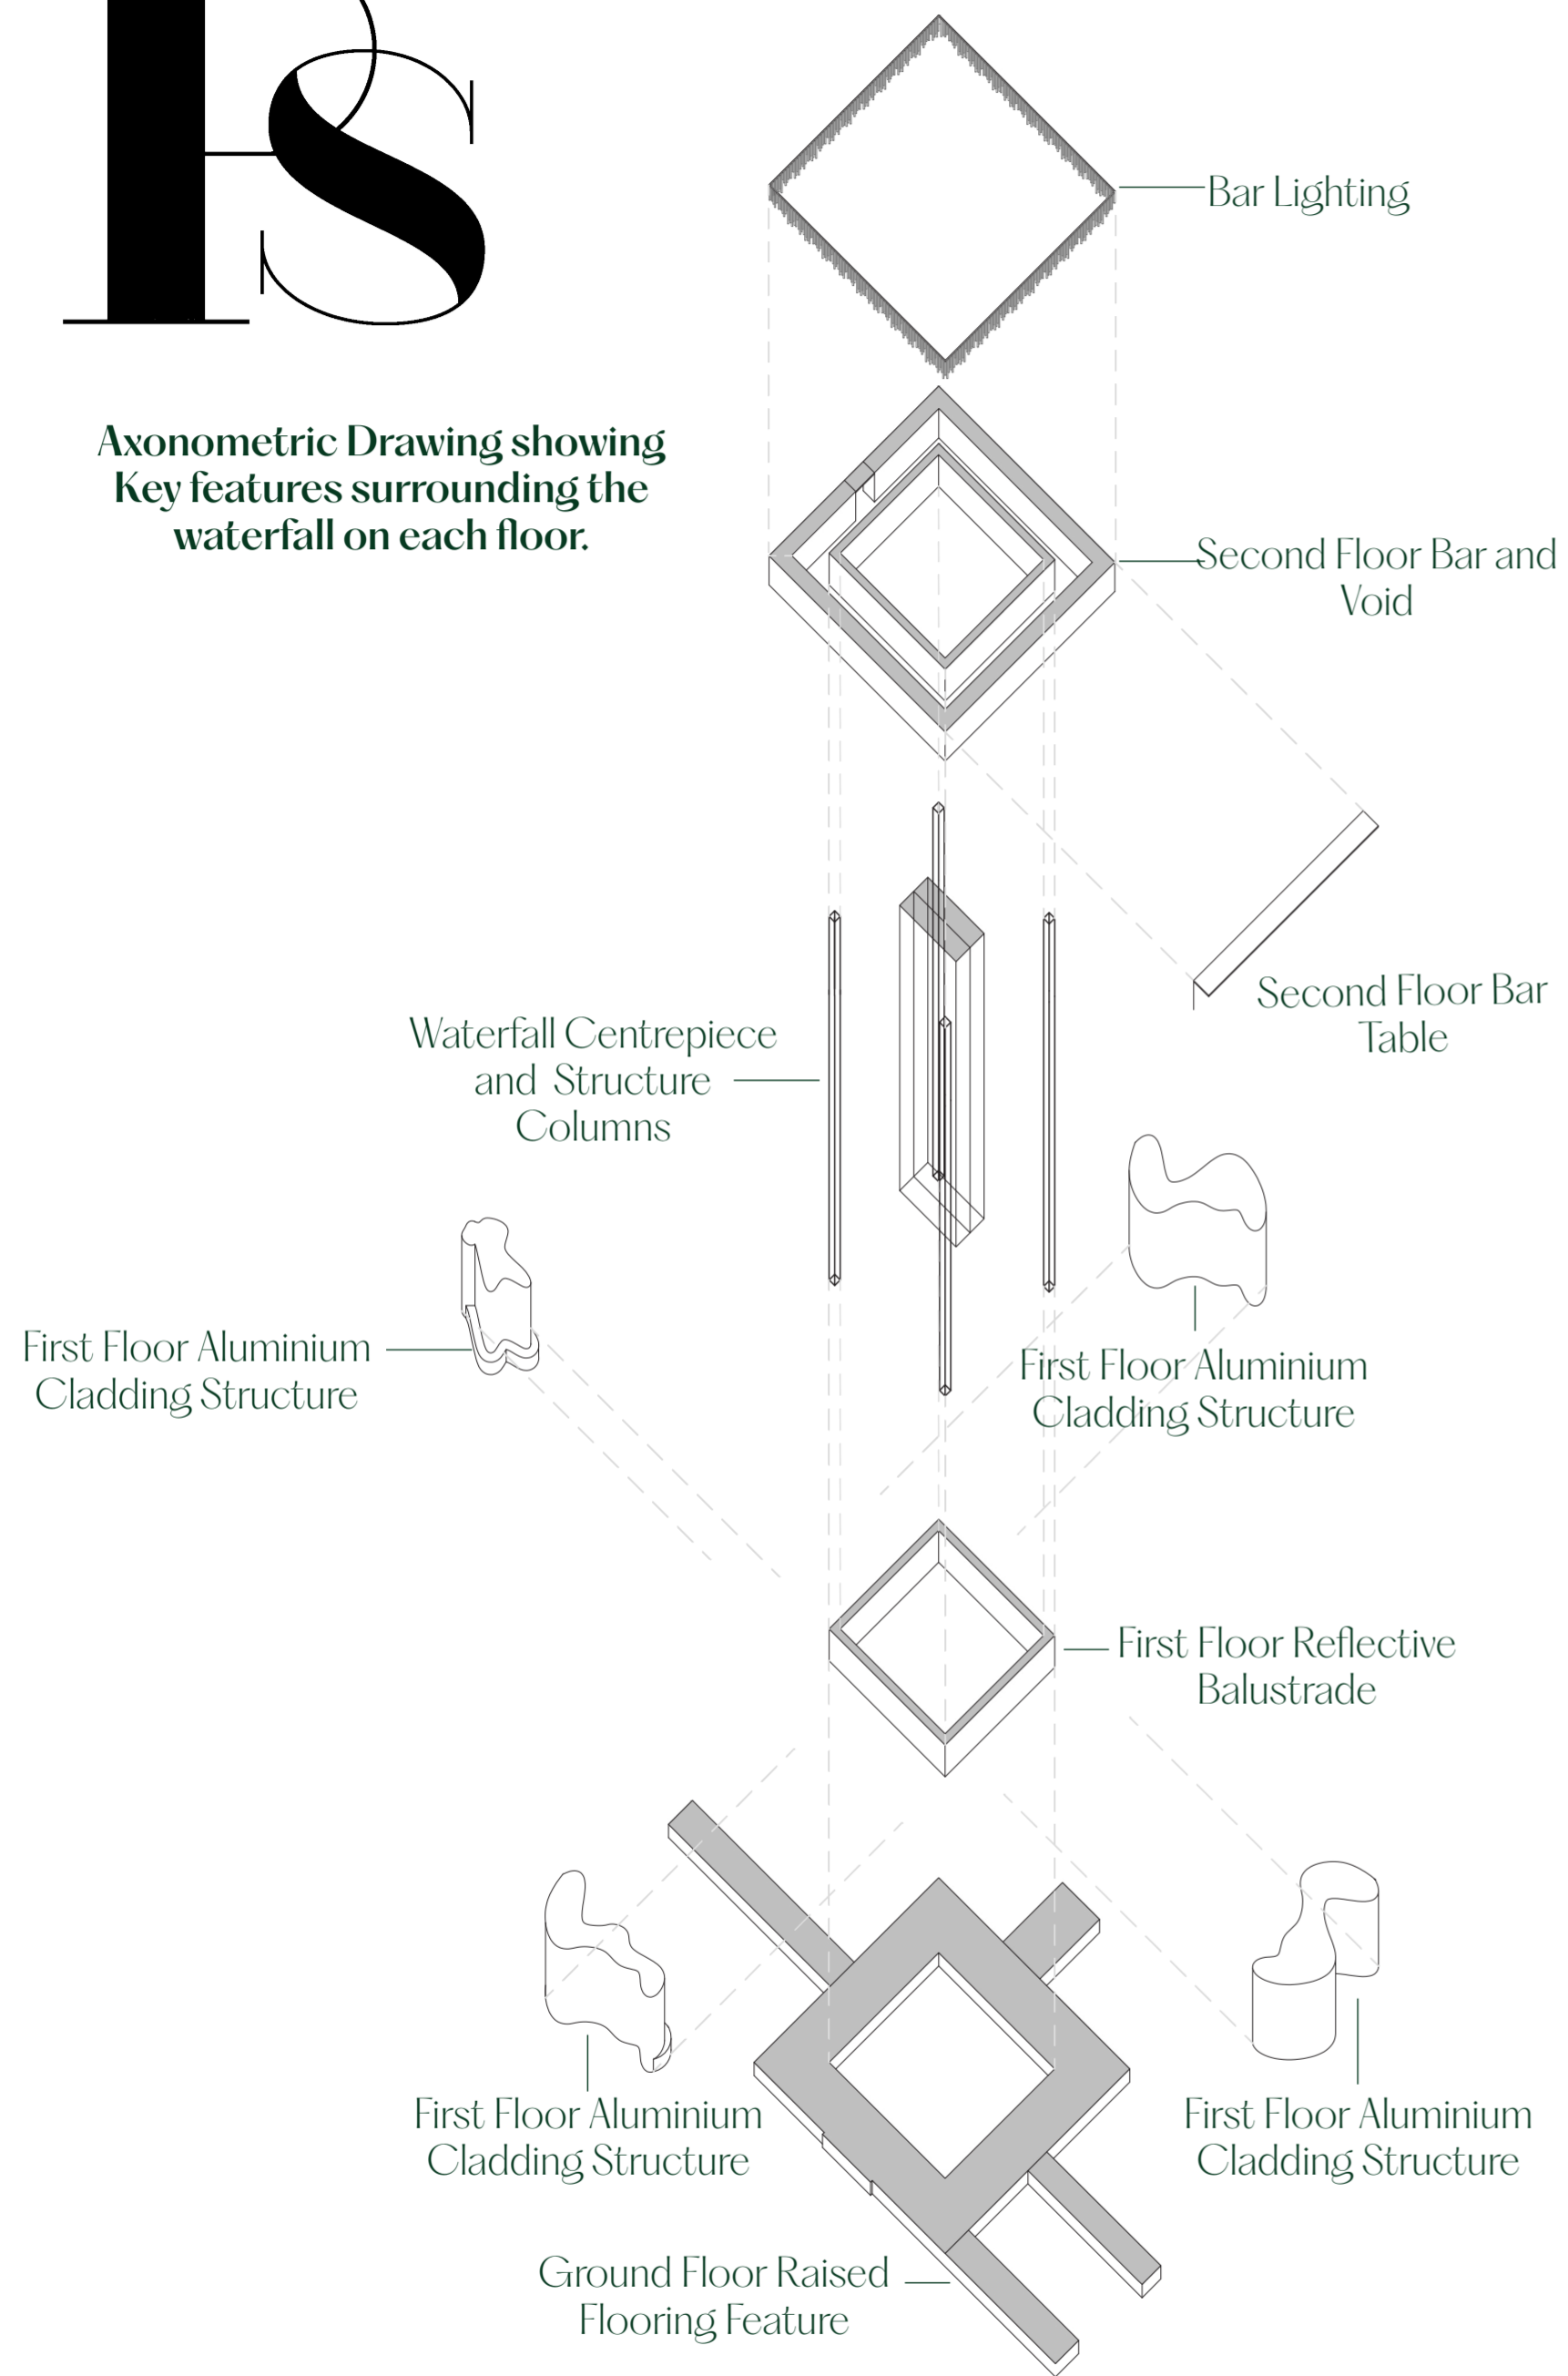 PS
Axonometric Drawing showing
Key features surrounding the
waterfall on each floor.
Bar Lighting
Second Floor Bar and
Void
Second Floor Bar
Table
Waterfall Centrepiece
and Structure
Columns
First Floor Aluminium
Cladding Structure
First Floor Aluminium
Cladding Structure
First Floor Reflective
Balustrade
First Floor Aluminium
Cladding Structure
First Floor Aluminium
Cladding Structure
Ground Floor Raised
Flooring Feature